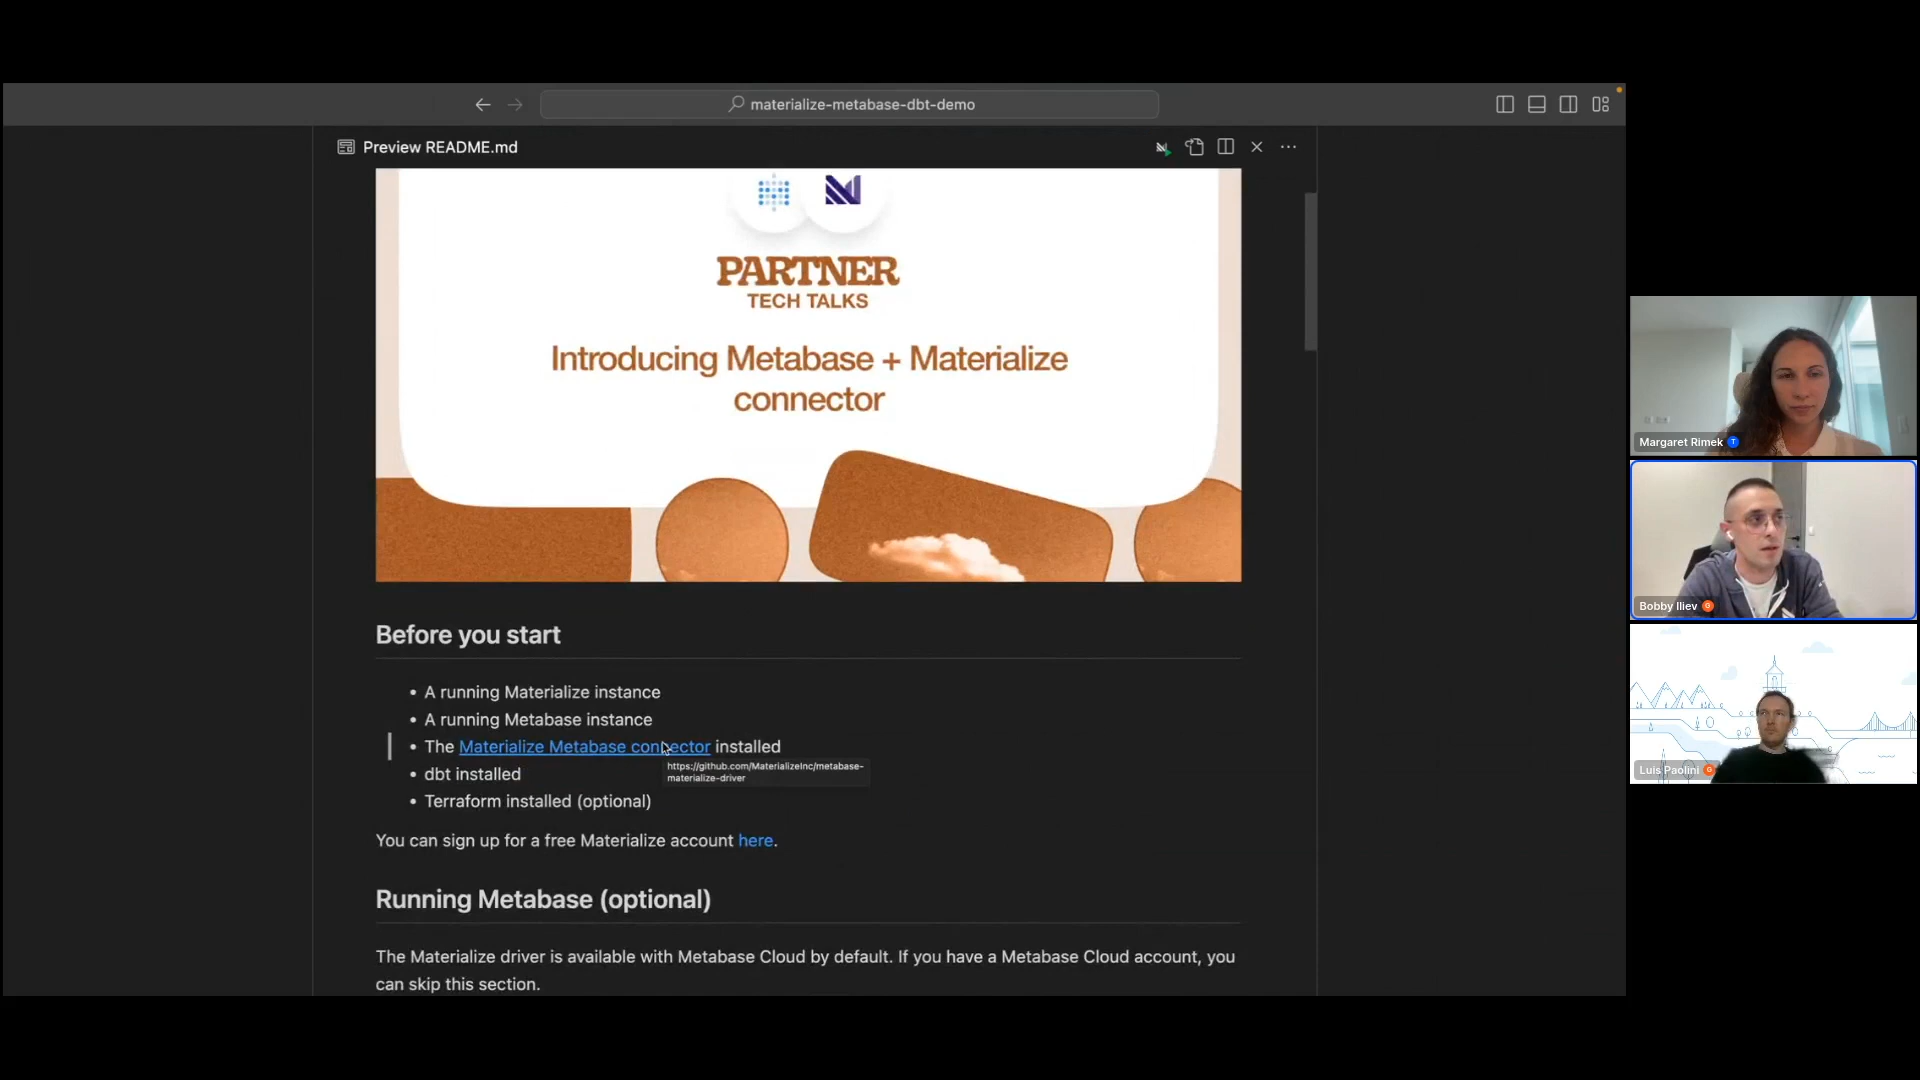 materialize-metabase-dbt-demo
Preview README.md
PARTNER
TECH TALKS
Introducing Metabase + Materialize
connector
Before you start
• A running Materialize instance
• A running Metabase instance
• The Materialize Metabase connector installed
https://github.com/MaterializeInc/metabase-
materialize-driver
• dbt installed
• Terraform installed (optional)
You can sign up for a free Materialize account here.
Running Metabase (optional)
The Materialize driver is available with Metabase Cloud by default. If you have a Metabase Cloud account, you
can skip this section.
Margaret Rimek T
Bobby Iliev G
Luis Paolini G